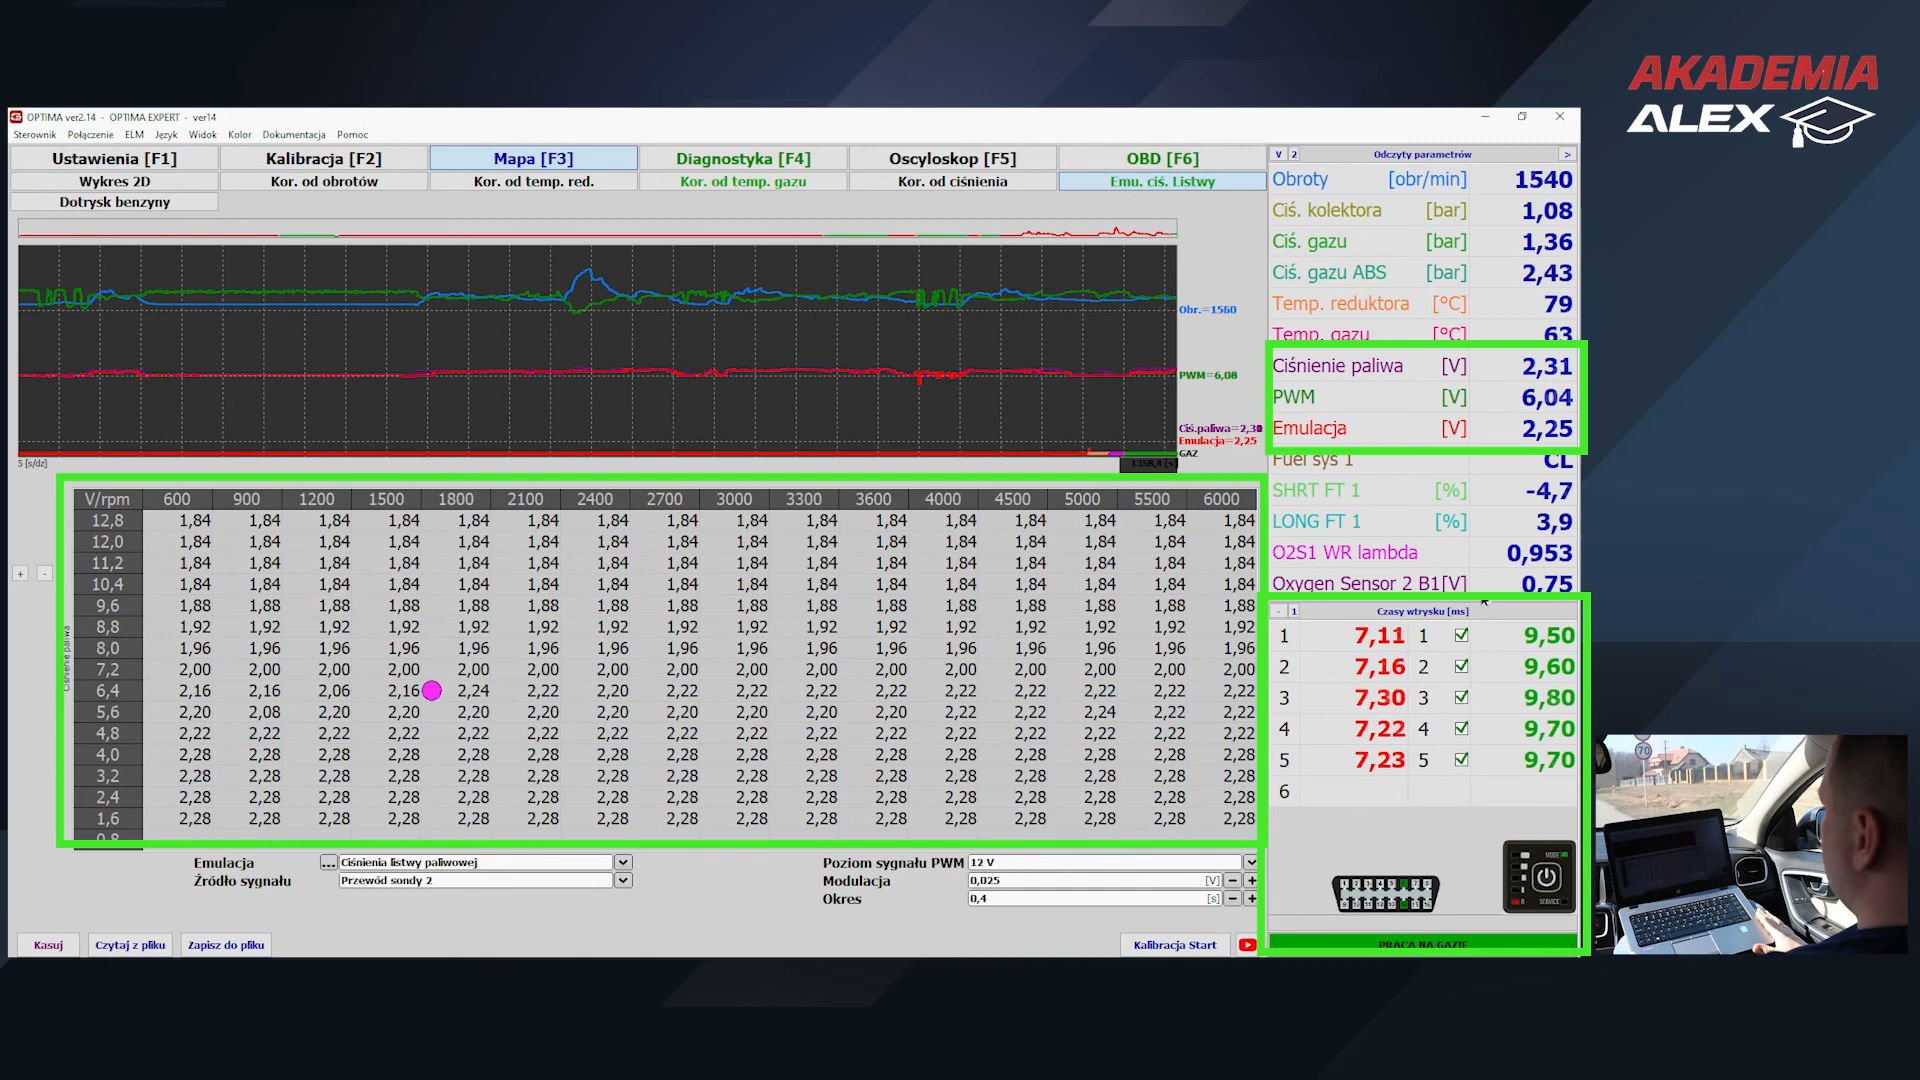 AKADEMIA
ALEX
OPTIMA ver2.14 - OPTIMA EXPERT - ver14
Sterownik Połączenie ELM Język Widok Kolor Dokumentacja Pomoc
Ustawienia [F1] Kalibracja [F2] Mapa [F3] Diagnostyka [F4] Oscyloskop [F5] OBD [F6]
Wykres 2D Kor. od obrotów Kor. od temp. red. Kor. od temp. gazu Kor. od ciśnienia Emu. ciś. Listwy
Dotrysk benzyny
Obr.=1560
PWM=6,08
Ciś.paliwa=2,30
Emulacja=2,25
GAZ
5 [s/dz]
1358,4 [s]
V/rpm 600 900 1200 1500 1800 2100 2400 2700 3000 3300 3600 4000 4500 5000 5500 6000
12,8 1,84 1,84 1,84 1,84 1,84 1,84 1,84 1,84 1,84 1,84 1,84 1,84 1,84 1,84 1,84 1,84
12,0 1,84 1,84 1,84 1,84 1,84 1,84 1,84 1,84 1,84 1,84 1,84 1,84 1,84 1,84 1,84 1,84
11,2 1,84 1,84 1,84 1,84 1,84 1,84 1,84 1,84 1,84 1,84 1,84 1,84 1,84 1,84 1,84 1,84
10,4 1,84 1,84 1,84 1,84 1,84 1,84 1,84 1,84 1,84 1,84 1,84 1,84 1,84 1,84 1,84 1,84
9,6 1,88 1,88 1,88 1,88 1,88 1,88 1,88 1,88 1,88 1,88 1,88 1,88 1,88 1,88 1,88 1,88
8,8 1,92 1,92 1,92 1,92 1,92 1,92 1,92 1,92 1,92 1,92 1,92 1,92 1,92 1,92 1,92 1,92
8,0 1,96 1,96 1,96 1,96 1,96 1,96 1,96 1,96 1,96 1,96 1,96 1,96 1,96 1,96 1,96 1,96
7,2 2,00 2,00 2,00 2,00 2,00 2,00 2,00 2,00 2,00 2,00 2,00 2,00 2,00 2,00 2,00 2,00
6,4 2,16 2,16 2,06 2,16 2,24 2,22 2,20 2,22 2,22 2,22 2,22 2,22 2,22 2,22 2,22 2,22
5,6 2,20 2,08 2,20 2,20 2,20 2,20 2,20 2,20 2,20 2,20 2,20 2,22 2,22 2,24 2,22 2,22
4,8 2,22 2,22 2,22 2,22 2,22 2,22 2,22 2,22 2,22 2,22 2,22 2,22 2,22 2,22 2,22 2,22
4,0 2,28 2,28 2,28 2,28 2,28 2,28 2,28 2,28 2,28 2,28 2,28 2,28 2,28 2,28 2,28 2,28
3,2 2,28 2,28 2,28 2,28 2,28 2,28 2,28 2,28 2,28 2,28 2,28 2,28 2,28 2,28 2,28 2,28
2,4 2,28 2,28 2,28 2,28 2,28 2,28 2,28 2,28 2,28 2,28 2,28 2,28 2,28 2,28 2,28 2,28
1,6 2,28 2,28 2,28 2,28 2,28 2,28 2,28 2,28 2,28 2,28 2,28 2,28 2,28 2,28 2,28 2,28
0,8
Ciśnienie paliwa
+ -
Emulacja ... Ciśnienia listwy paliwowej
Źródło sygnału Przewód sondy 2
Poziom sygnału PWM 12 V
Modulacja 0,025 [V] - +
Okres 0,4 [s] - +
Kasuj Czytaj z pliku Zapisz do pliku Kalibracja Start
V 2 Odczyty parametrów >
Obroty [obr/min] 1540
Ciś. kolektora [bar] 1,08
Ciś. gazu [bar] 1,36
Ciś. gazu ABS [bar] 2,43
Temp. reduktora [°C] 79
Temp. gazu [°C] 63
Ciśnienie paliwa [V] 2,31
PWM [V] 6,04
Emulacja [V] 2,25
Fuel sys 1 CL
SHRT FT 1 [%] -4,7
LONG FT 1 [%] 3,9
O2S1 WR lambda 0,953
Oxygen Sensor 2 B1[V] 0,75
- 1 Czasy wtrysku [ms]
1 7,11 1 9,50
2 7,16 2 9,60
3 7,30 3 9,80
4 7,22 4 9,70
5 7,23 5 9,70
6
MODE
SERVICE
PRACA NA GAZIE
70